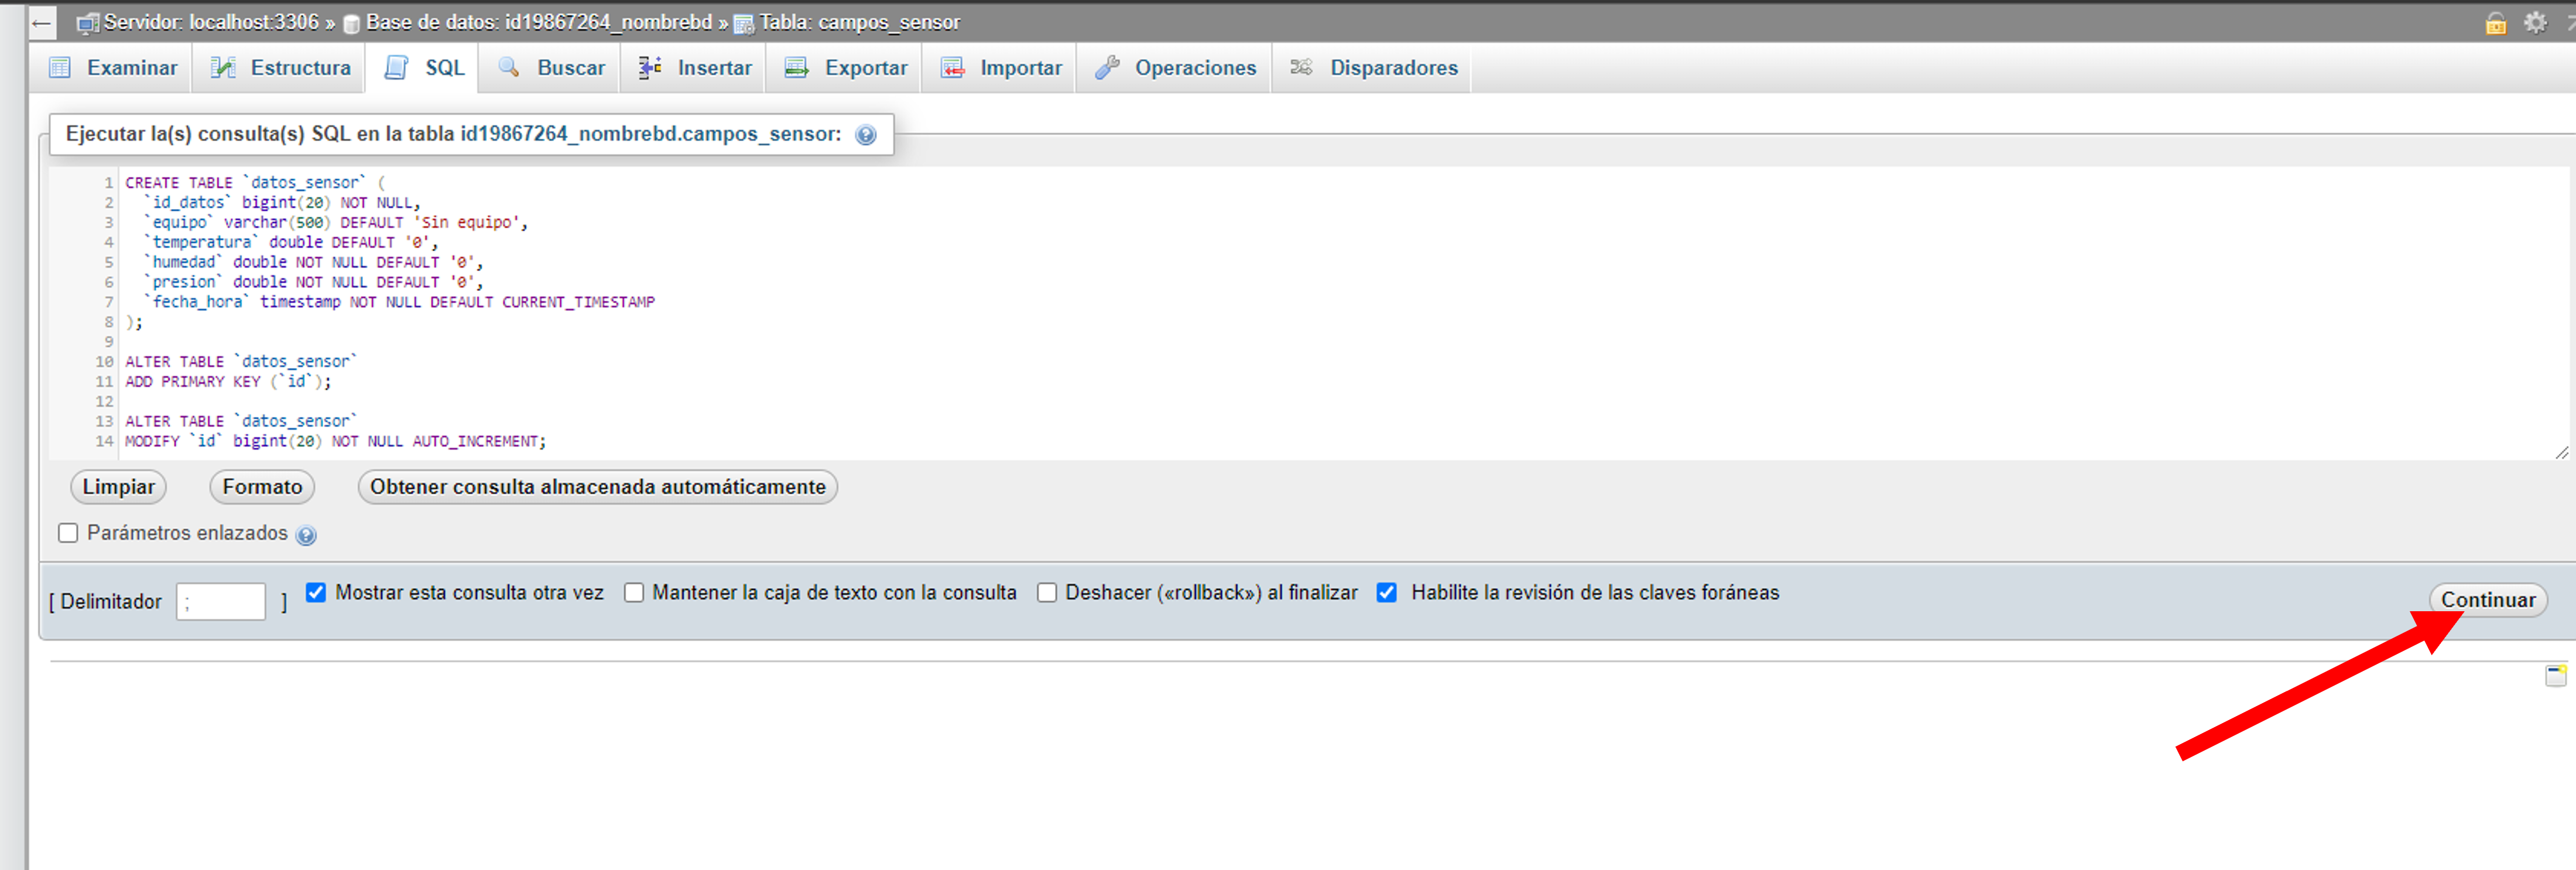 Servidor: localhost:3306 » Base de datos: id19867264_nombrebd » Tabla: campos_sensor
Examinar Estructura SQL Buscar Insertar Exportar Importar Operaciones Disparadores
Ejecutar la(s) consulta(s) SQL en la tabla id19867264_nombrebd.campos_sensor:
1 CREATE TABLE `datos_sensor` (
2 `id_datos` bigint(20) NOT NULL,
3 `equipo` varchar(500) DEFAULT 'Sin equipo',
4 `temperatura` double DEFAULT '0',
5 `humedad` double NOT NULL DEFAULT '0',
6 `presion` double NOT NULL DEFAULT '0',
7 `fecha_hora` timestamp NOT NULL DEFAULT CURRENT_TIMESTAMP
8 );
9
10 ALTER TABLE `datos_sensor`
11 ADD PRIMARY KEY (`id`);
12
13 ALTER TABLE `datos_sensor`
14 MODIFY `id` bigint(20) NOT NULL AUTO_INCREMENT;
Limpiar Formato Obtener consulta almacenada automáticamente
Parámetros enlazados
[ Delimitador ; ] Mostrar esta consulta otra vez Mantener la caja de texto con la consulta Deshacer («rollback») al finalizar Habilite la revisión de las claves foráneas Continuar